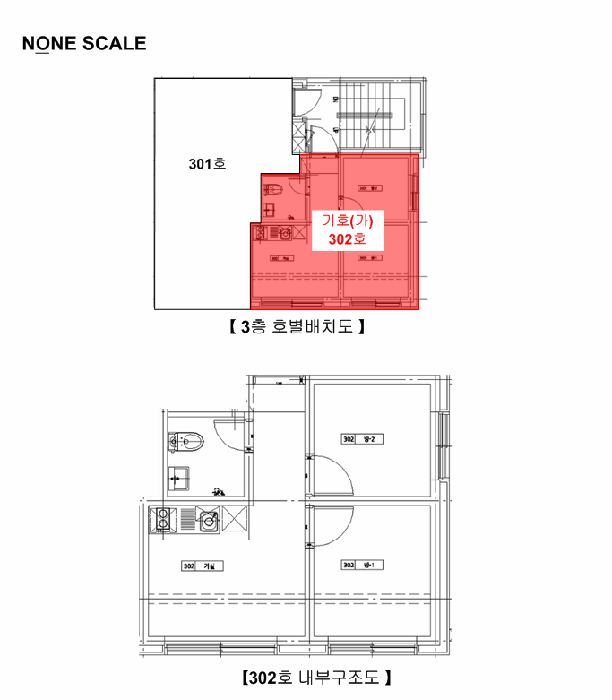 NONE SCALE
301호
기호(가)
302호
【 3층 호별배치도 】
302 방-2
302 거실
302 방-1
【302호 내부구조도 】